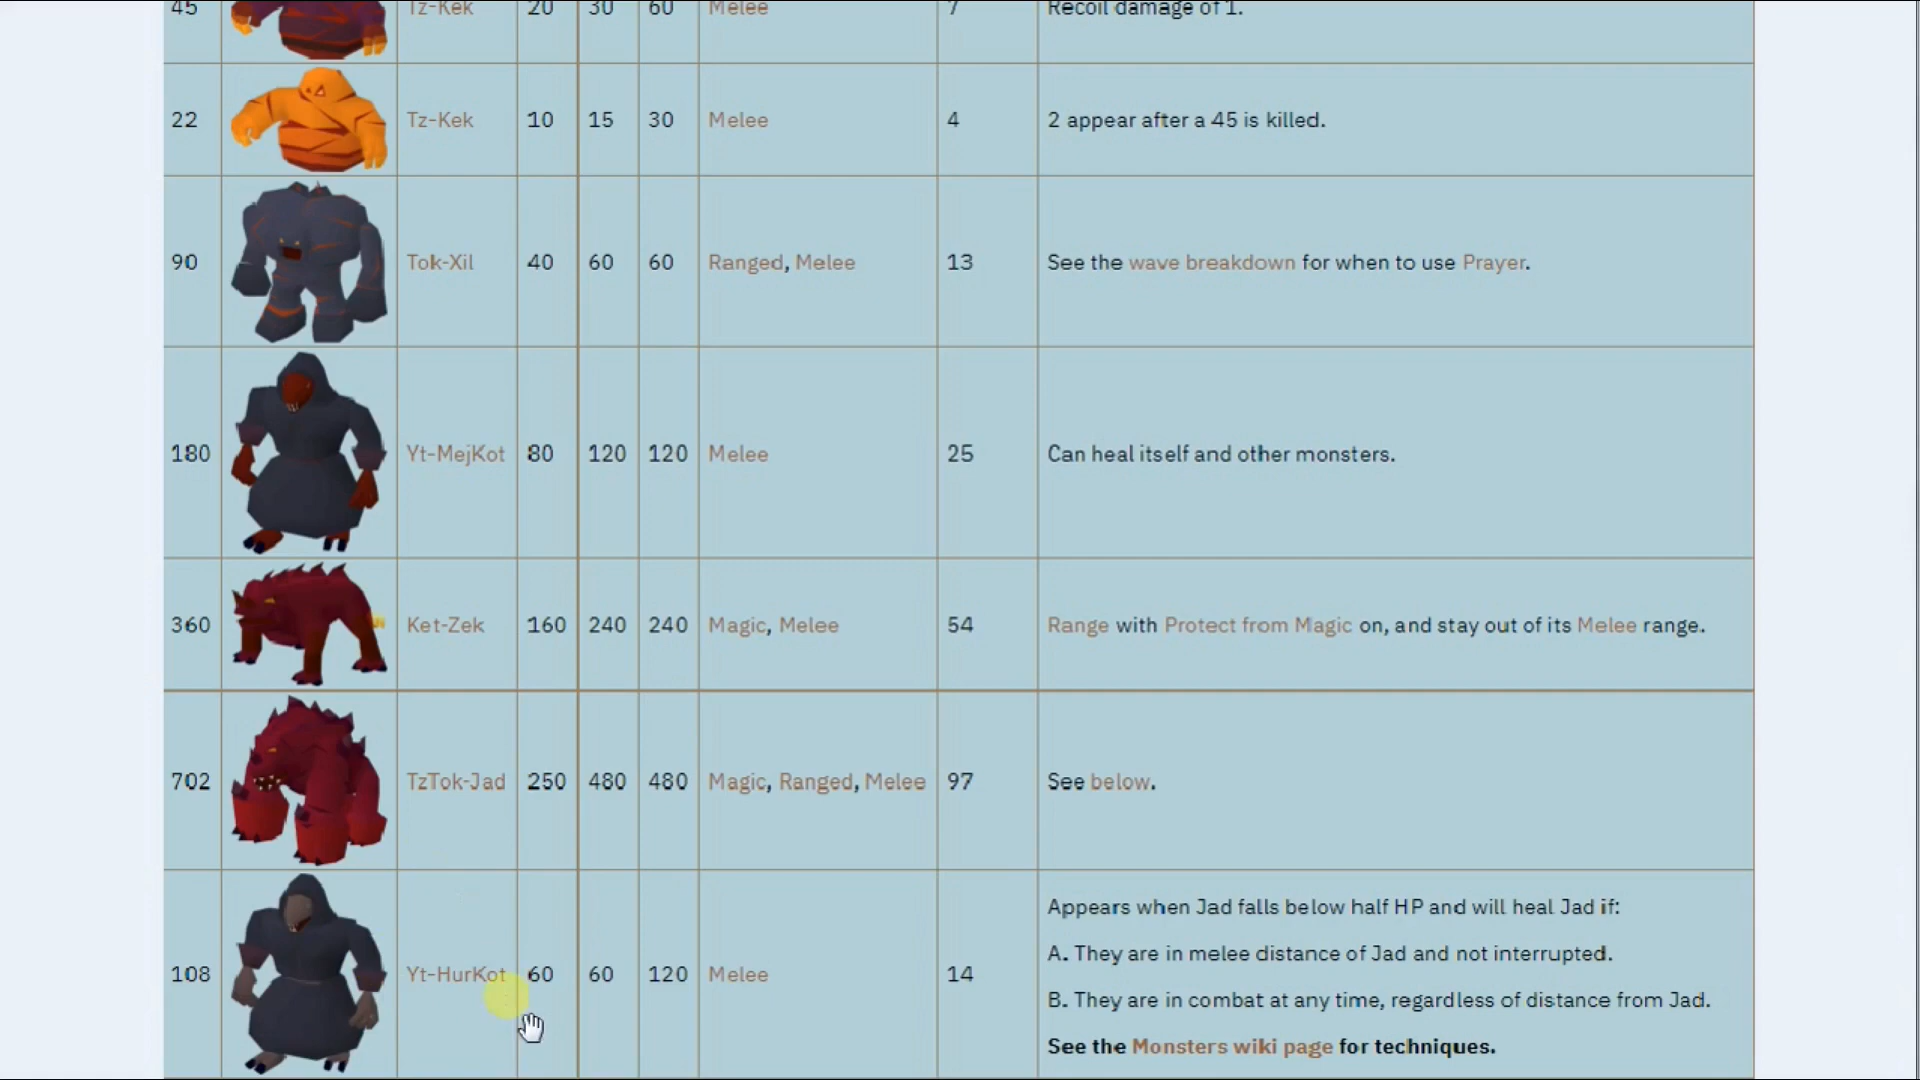 45 Tz-Kek 20 30 60 Melee 7 Recoil damage of 1.
22 Tz-Kek 10 15 30 Melee 4 2 appear after a 45 is killed.
90 Tok-Xil 40 60 60 Ranged, Melee 13 See the wave breakdown for when to use Prayer.
180 Yt-MejKot 80 120 120 Melee 25 Can heal itself and other monsters.
360 Ket-Zek 160 240 240 Magic, Melee 54 Range with Protect from Magic on, and stay out of its Melee range.
702 TzTok-Jad 250 480 480 Magic, Ranged, Melee 97 See below.
108 Yt-HurKot 60 60 120 Melee 14 Appears when Jad falls below half HP and will heal Jad if:
A. They are in melee distance of Jad and not interrupted.
B. They are in combat at any time, regardless of distance from Jad.
See the Monsters wiki page for techniques.